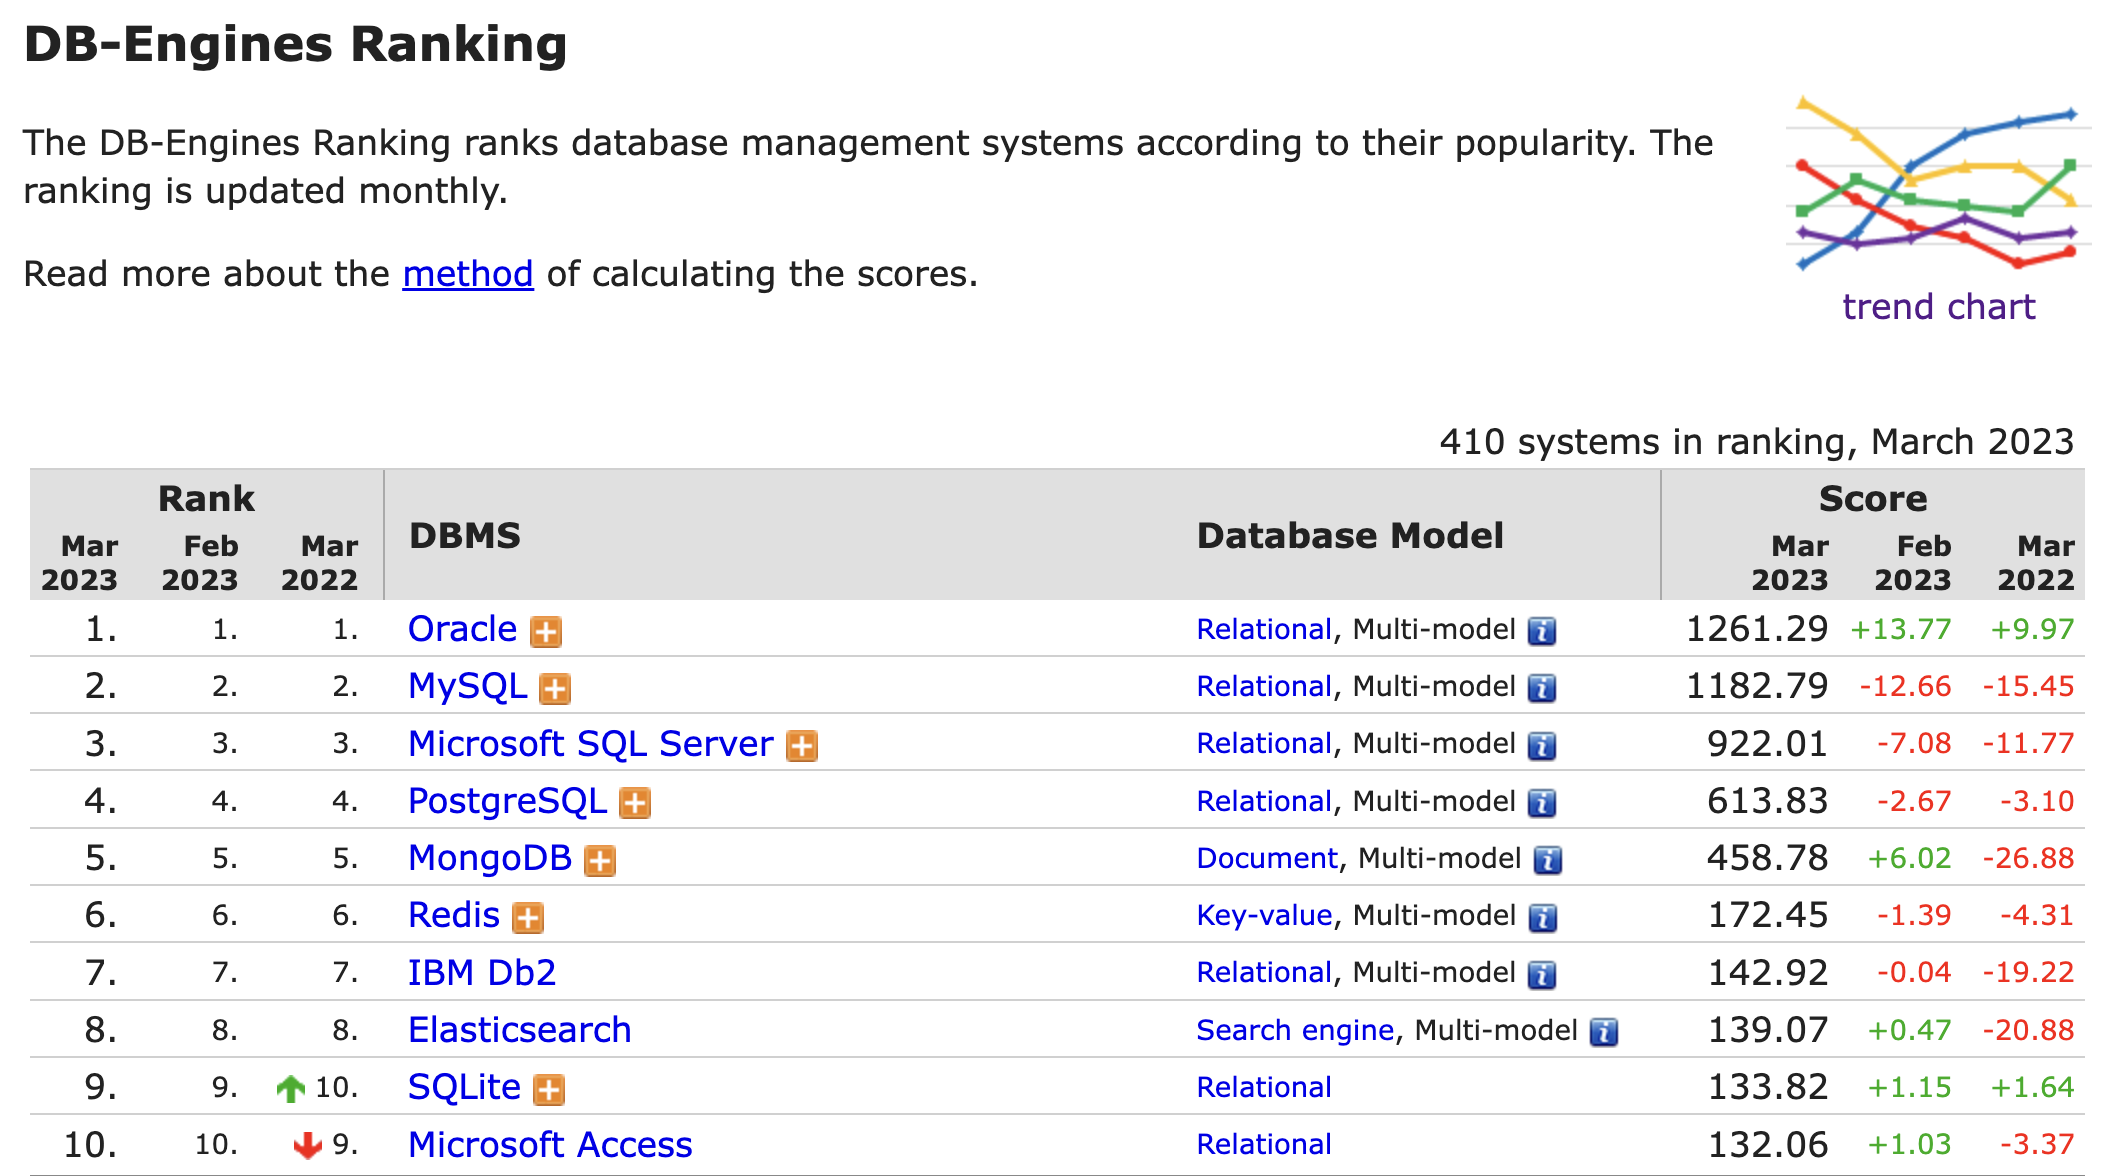 DB-Engines Ranking
The DB-Engines Ranking ranks database management systems according to their popularity. The
ranking is updated monthly.
Read more about the method of calculating the scores.
trend chart
410 systems in ranking, March 2023
Rank DBMS Database Model Score
Mar 2023 Feb 2023 Mar 2022 Mar 2023 Feb 2023 Mar 2022
1. 1. 1. Oracle Relational, Multi-model 1261.29 +13.77 +9.97
2. 2. 2. MySQL Relational, Multi-model 1182.79 -12.66 -15.45
3. 3. 3. Microsoft SQL Server Relational, Multi-model 922.01 -7.08 -11.77
4. 4. 4. PostgreSQL Relational, Multi-model 613.83 -2.67 -3.10
5. 5. 5. MongoDB Document, Multi-model 458.78 +6.02 -26.88
6. 6. 6. Redis Key-value, Multi-model 172.45 -1.39 -4.31
7. 7. 7. IBM Db2 Relational, Multi-model 142.92 -0.04 -19.22
8. 8. 8. Elasticsearch Search engine, Multi-model 139.07 +0.47 -20.88
9. 9. 10. SQLite Relational 133.82 +1.15 +1.64
10. 10. 9. Microsoft Access Relational 132.06 +1.03 -3.37